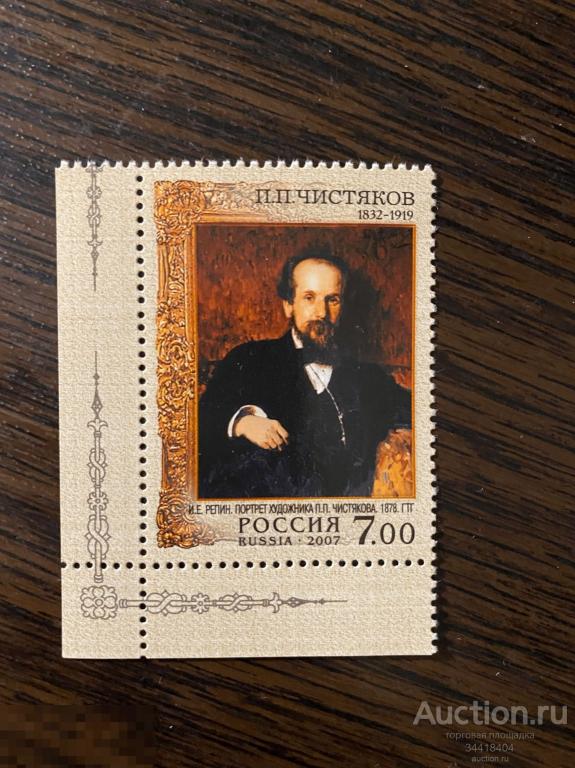 П.П.ЧИСТЯКОВ
1832-1919
И.Е. РЕПИН. ПОРТРЕТ ХУДОЖНИКА П.П. ЧИСТЯКОВА. 1878. ГТГ
РОССИЯ 7.00
RUSSIA · 2007
Auction.ru
торговая площадка
34418404
auction.ru